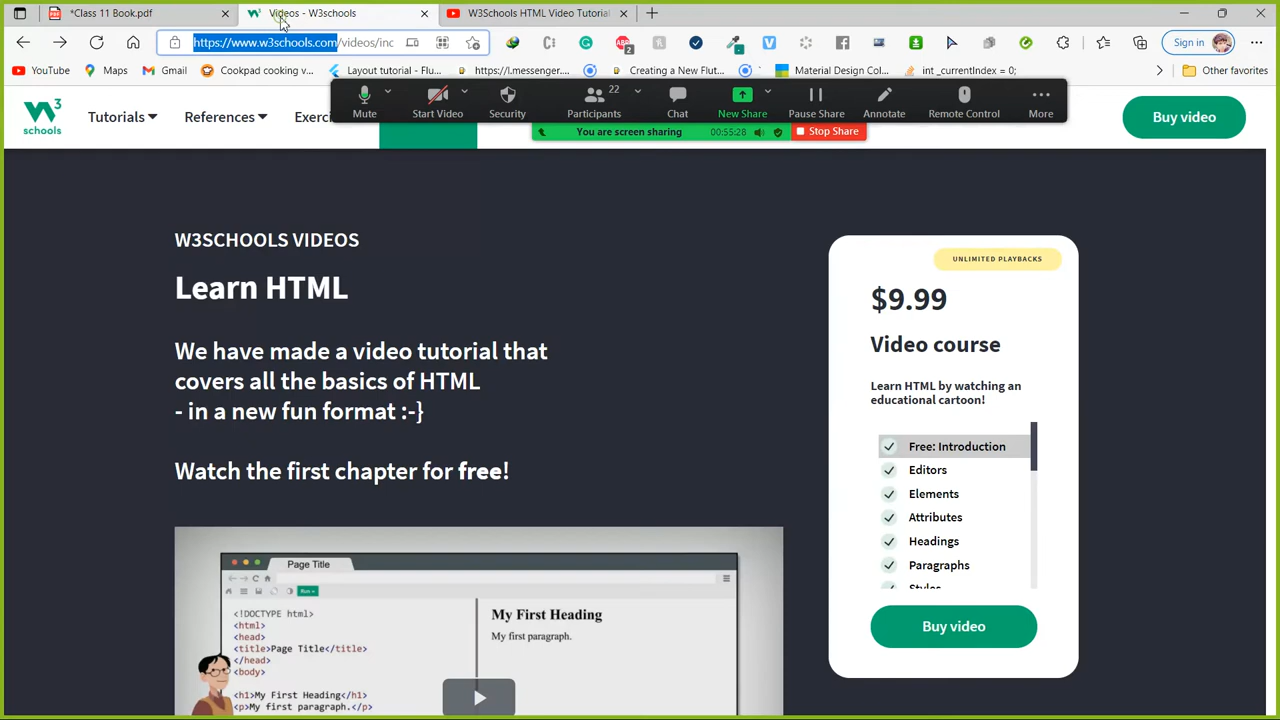 *Class 11 Book.pdf
Videos - W3schools
W3Schools HTML Video Tutorial
https://www.w3schools.com/videos/inc
Sign in
YouTube
Maps
Gmail
Cookpad cooking v...
Layout tutorial - Flu...
https://l.messenger...
Creating a New Flut...
Material Design Col...
int _currentIndex = 0;
Other favorites
W3
schools
Tutorials
References
Exerci
Mute
Start Video
Security
22
Participants
Chat
New Share
Pause Share
Annotate
Remote Control
More
You are screen sharing
00:55:28
Stop Share
Buy video
W3SCHOOLS VIDEOS
Learn HTML
We have made a video tutorial that
covers all the basics of HTML
- in a new fun format :-}
Watch the first chapter for free!
UNLIMITED PLAYBACKS
$9.99
Video course
Learn HTML by watching an
educational cartoon!
Free: Introduction
Editors
Elements
Attributes
Headings
Paragraphs
Styles
Buy video
Page Title
Run »
<!DOCTYPE html>
<html>
<head>
<title>Page Title</title>
</head>
<body>
<h1>My First Heading</h1>
<p>My first paragraph.</p>
My First Heading
My first paragraph.